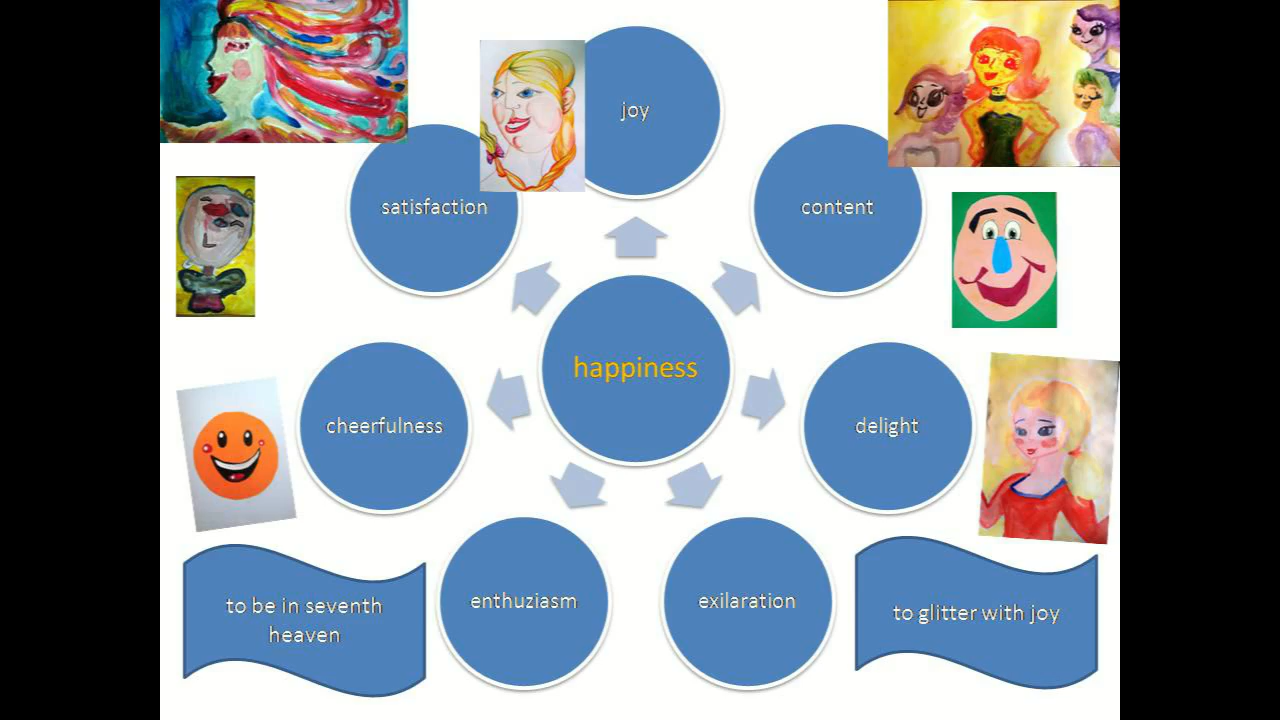 joy
satisfaction
content
happiness
cheerfulness
delight
enthuziasm
exilaration
to be in seventh
heaven
to glitter with joy